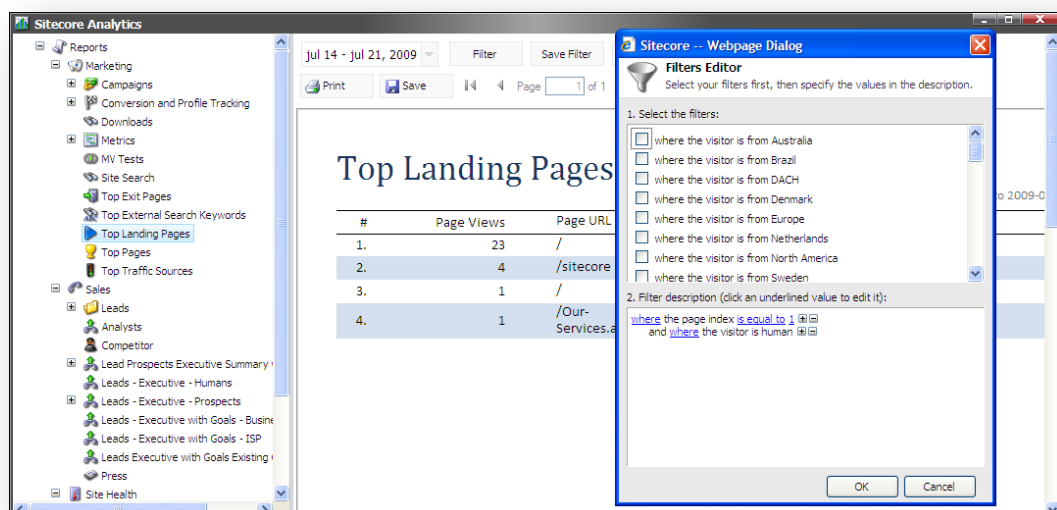 Sitecore Analytics
Reports
Marketing
Campaigns
Conversion and Profile Tracking
Downloads
Metrics
MV Tests
Site Search
Top Exit Pages
Top External Search Keywords
Top Landing Pages
Top Pages
Top Traffic Sources
Sales
Leads
Analysts
Competitor
Lead Prospects Executive Summary
Leads - Executive - Humans
Leads - Executive - Prospects
Leads - Executive with Goals - Busine
Leads - Executive with Goals - ISP
Leads Executive with Goals Existing
Press
Site Health
jul 14 - jul 21, 2009 Filter Save Filter
Print Save Page 1 of 1
Top Landing Pages
to 2009-0
# Page Views Page URL
1. 23 /
2. 4 /sitecore
3. 1 /
4. 1 /Our-
Services.a
Sitecore -- Webpage Dialog
Filters Editor
Select your filters first, then specify the values in the description.
1. Select the filters:
where the visitor is from Australia
where the visitor is from Brazil
where the visitor is from DACH
where the visitor is from Denmark
where the visitor is from Europe
where the visitor is from Netherlands
where the visitor is from North America
where the visitor is from Sweden
2. Filter description (click an underlined value to edit it):
where the page index is equal to 1
and where the visitor is human
OK Cancel